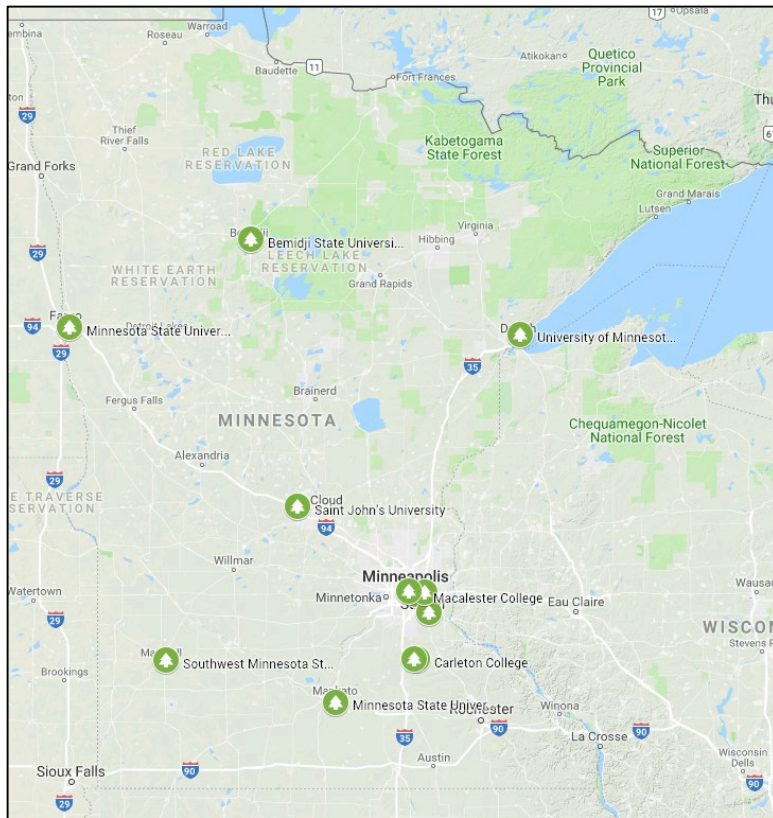 17
Upsala
Warroad
Roseau
Baudette
11
Atikokan
Quetico
Provincial
Park
Fort Frances
29
Thief
River Falls
Kabetogama
State Forest
Superior
National Forest
RED LAKE
RESERVATION
Grand Forks
Grand Marais
Lutsen
Virginia
Hibbing
Bemidji State Universi...
LEECH LAKE
RESERVATION
29
WHITE EARTH
RESERVATION
Grand Rapids
94
Minnesota State Univer...
29
University of Minnesot...
35
Brainerd
Fergus Falls
MINNESOTA
Chequamegon-Nicolet
National Forest
Alexandria
29
Cloud
Saint John's University
94
Willmar
Minneapolis
Minnetonka
Macalester College
Watertown
Eau Claire
Wausau
WISCO
Stevens P
Southwest Minnesota St...
Carleton College
Brookings
Minnesota State Univer
Rochester
Winona
90
35
La Crosse
90
Wisconsin
Dells
Austin
Sioux Falls
90
90
29